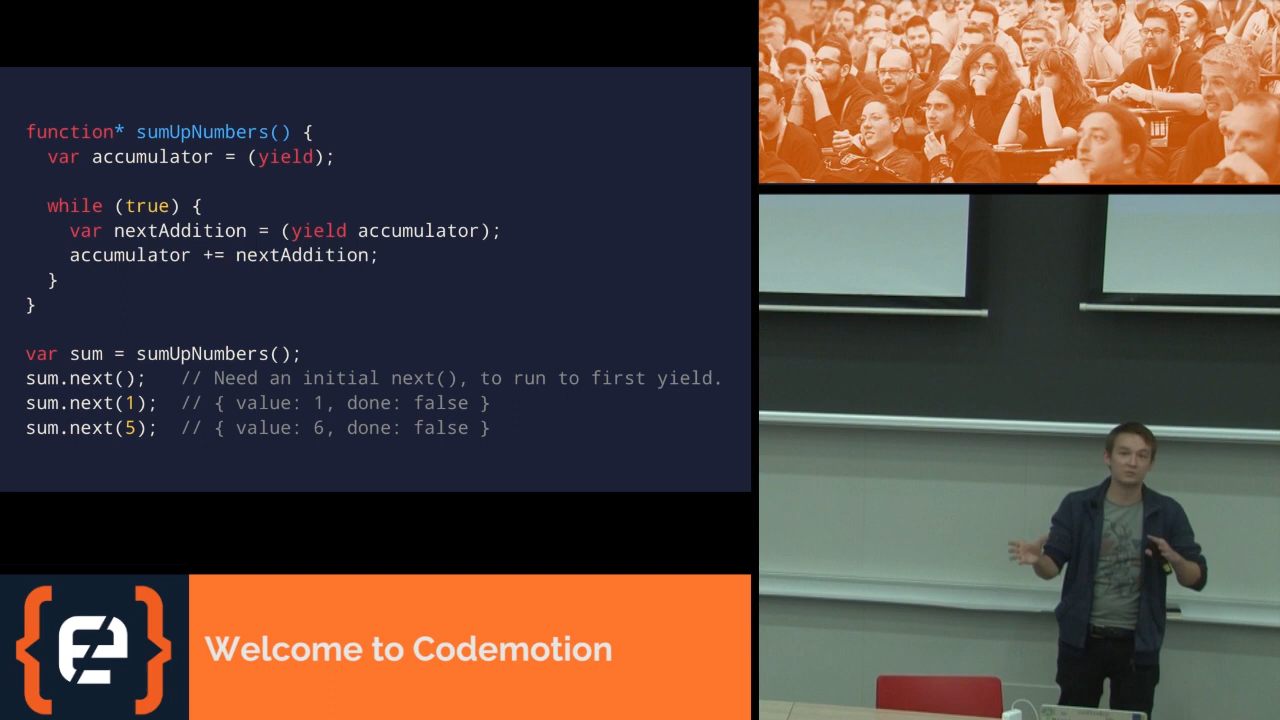 function* sumUpNumbers() {
  var accumulator = (yield);

  while (true) {
    var nextAddition = (yield accumulator);
    accumulator += nextAddition;
  }
}

var sum = sumUpNumbers();
sum.next();   // Need an initial next(), to run to first yield.
sum.next(1);  // { value: 1, done: false }
sum.next(5);  // { value: 6, done: false }
Welcome to Codemotion